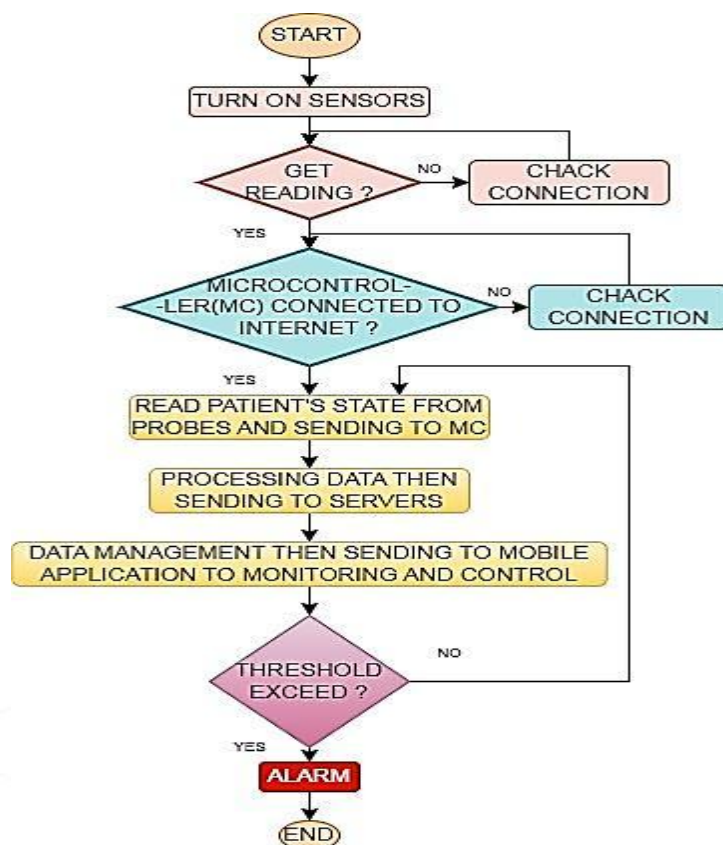 START
TURN ON SENSORS
GET
READING ?
NO
CHACK
CONNECTION
YES
MICROCONTROL-
-LER(MC) CONNECTED TO
INTERNET ?
NO
CHACK
CONNECTION
YES
READ PATIENT'S STATE FROM
PROBES AND SENDING TO MC
PROCESSING DATA THEN
SENDING TO SERVERS
DATA MANAGEMENT THEN SENDING TO MOBILE
APPLICATION TO MONITORING AND CONTROL
THRESHOLD
EXCEED ?
NO
YES
ALARM
END